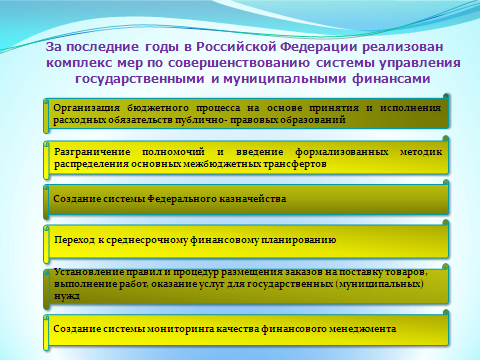 За последние годы в Российской Федерации реализован
комплекс мер по совершенствованию системы управления
государственными и муниципальными финансами
Организация бюджетного процесса на основе принятия и исполнения
расходных обязательств публично- правовых образований
Разграничение полномочий и введение формализованных методик
распределения основных межбюджетных трансфертов
Создание системы Федерального казначейства
Переход к среднесрочному финансовому планированию
Установление правил и процедур размещения заказов на поставку товаров,
выполнение работ, оказание услуг для государственных (муниципальных)
нужд
Создание системы мониторинга качества финансового менеджмента